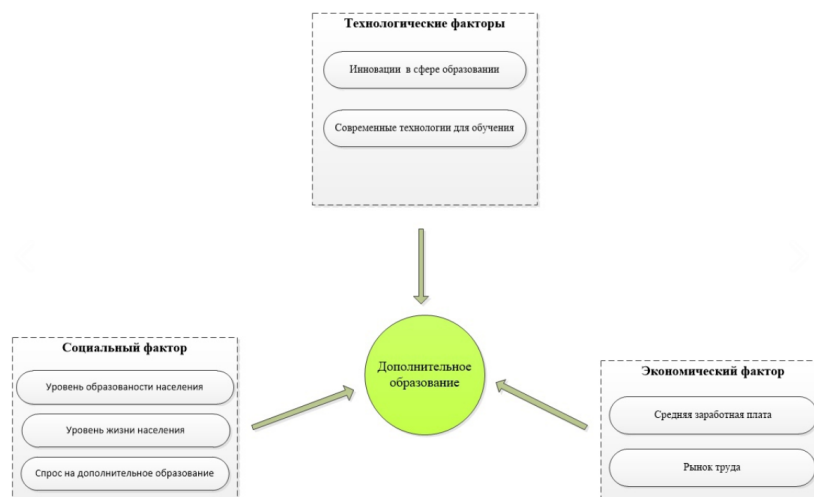 Технологические факторы
Инновации в сфере образовании
Современные технологии для обучения
Дополнительное
образование
Социальный фактор
Уровень образованости населения
Уровень жизни населения
Спрос на дополнительное образование
Экономический фактор
Средняя заработная плата
Рынок труда